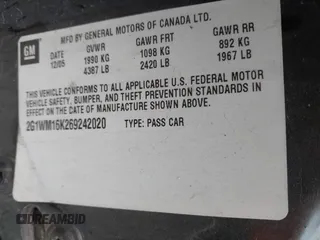 GM
MFD BY GENERAL MOTORS OF CANADA LTD.
DATE GVWR GAWR FRT GAWR RR
12/05 1990 KG 1098 KG 892 KG
4387 LB 2420 LB 1967 LB
THIS VEHICLE CONFORMS TO ALL APPLICABLE U.S. FEDERAL MOTOR
VEHICLE SAFETY, BUMPER, AND THEFT PREVENTION STANDARDS IN
EFFECT ON THE DATE OF MANUFACTURE SHOWN ABOVE.
2G1WM16K269242020 TYPE: PASS CAR
DREAMBID